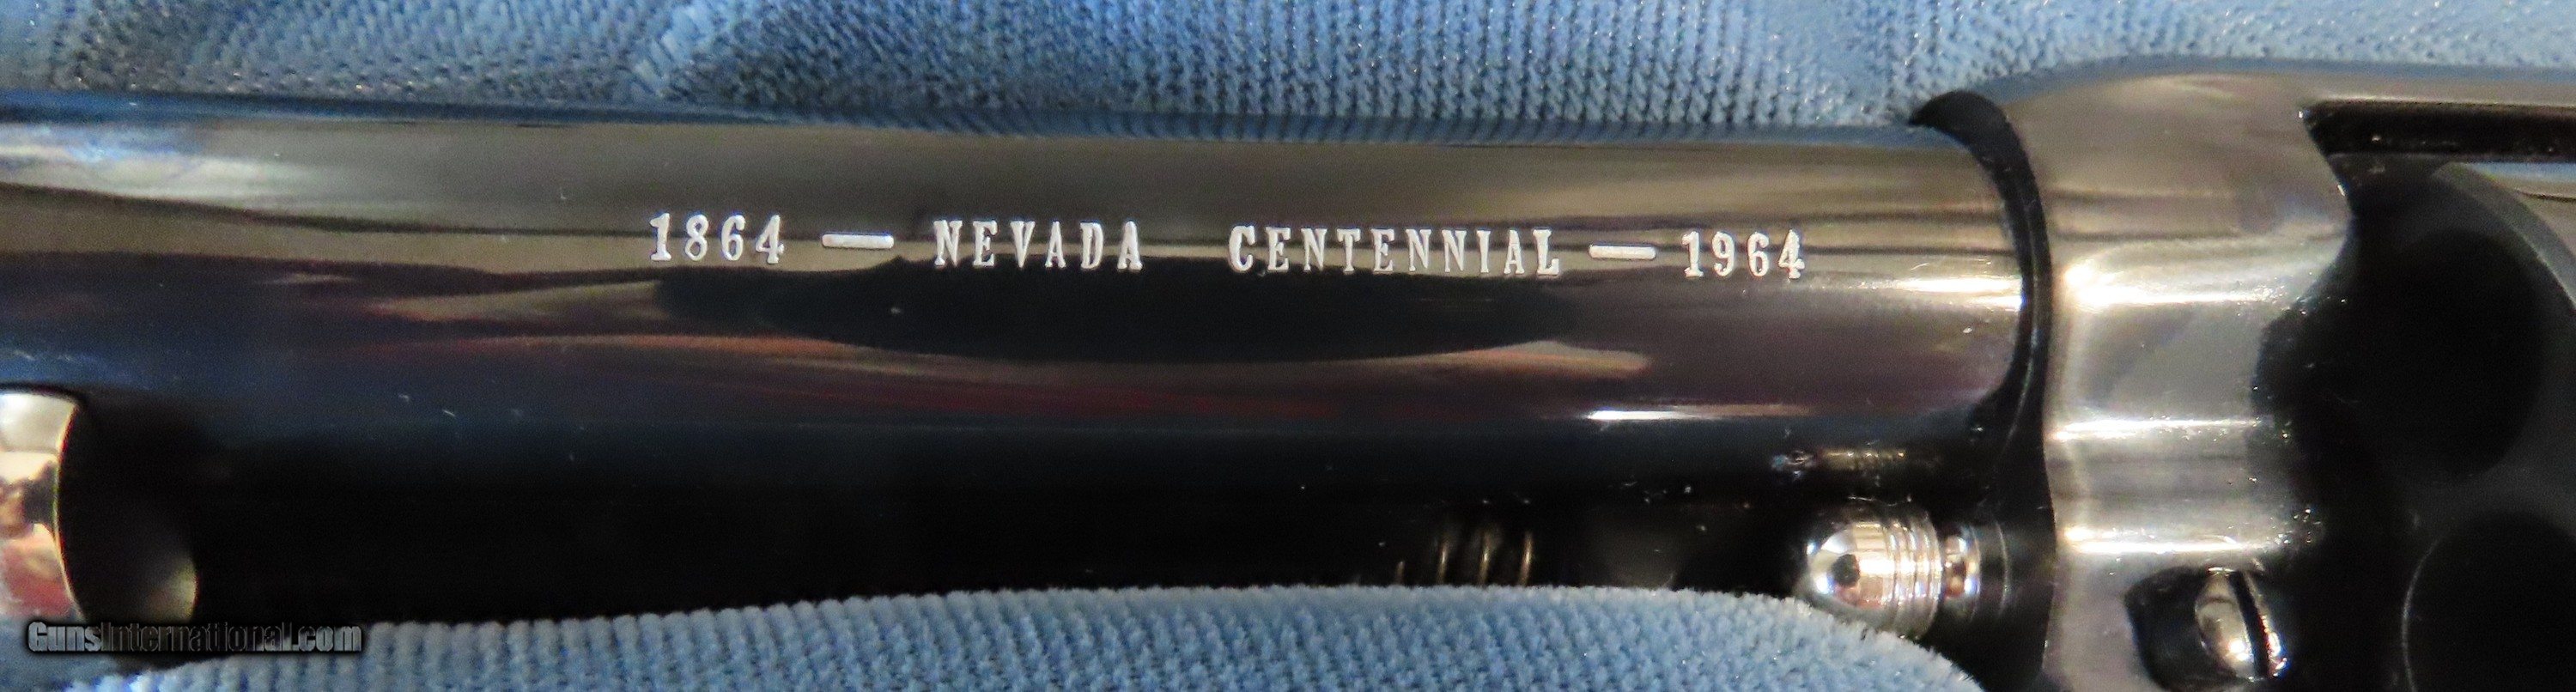 1864 — NEVADA CENTENNIAL — 1964
GunsInternational.com